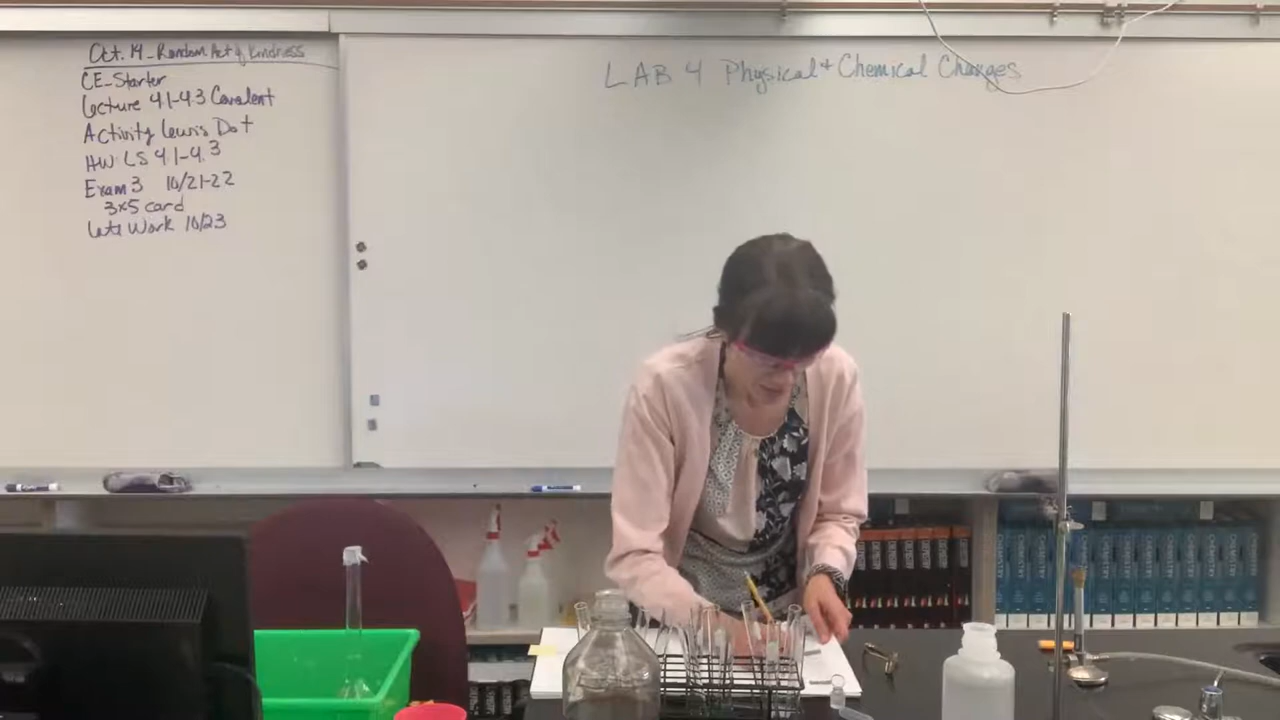 Oct. 14 - Random Act of Kindness
CE-Starter
Lecture 4.1-4.3 Covalent
Activity Lewis Dot
HW LS 4.1-4.3
Exam 3 10/21-22
3x5 card
Late Work 10/23
LAB 4 Physical + Chemical Changes